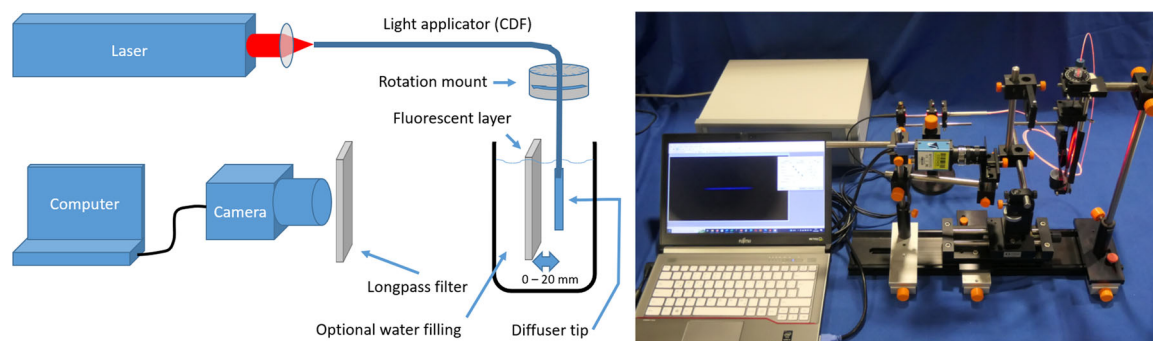 Light applicator (CDF)
Laser
Rotation mount
Fluorescent layer
Computer
Camera
0 – 20 mm
Longpass filter
Optional water filling
Diffuser tip
FUJITSU